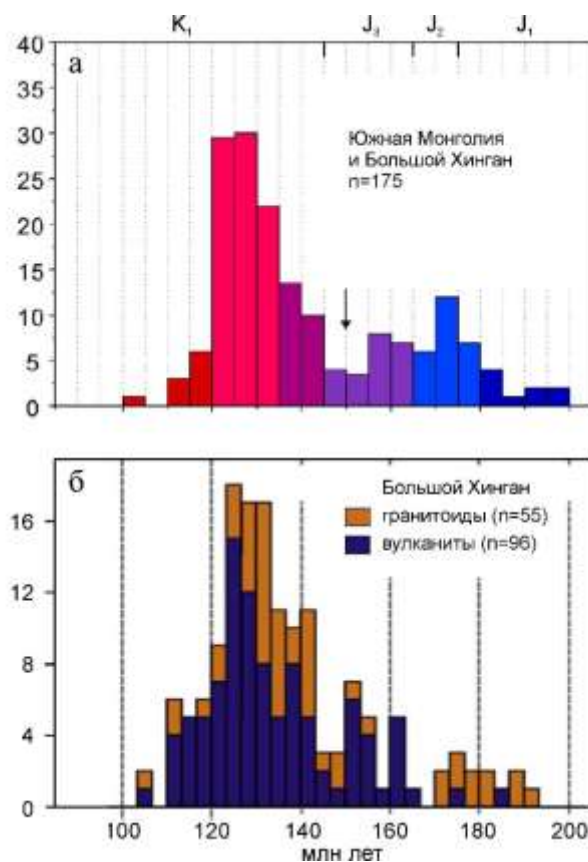 K₁ J₃ J₂ J₁
40
а
35
30
25
20
15
10
5
0
Южная Монголия
и Большой Хинган
n=175
б
16
12
8
4
0
Большой Хинган
гранитоиды (n=55)
вулканиты (n=96)
100 120 140 160 180 200
млн лет